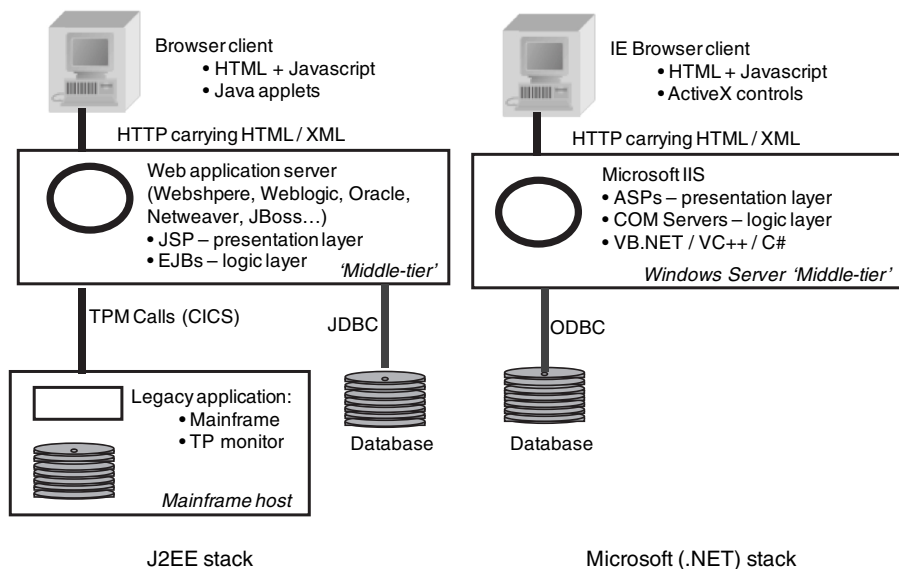 Browser client
• HTML + Javascript
• Java applets
HTTP carrying HTML / XML
Web application server
(Webshpere, Weblogic, Oracle,
Netweaver, JBoss…)
• JSP – presentation layer
• EJBs – logic layer
‘Middle-tier’
TPM Calls (CICS)
JDBC
Legacy application:
• Mainframe
• TP monitor
Mainframe host
Database
J2EE stack
IE Browser client
• HTML + Javascript
• ActiveX controls
HTTP carrying HTML / XML
Microsoft IIS
• ASPs – presentation layer
• COM Servers – logic layer
• VB.NET / VC++ / C#
Windows Server ‘Middle-tier’
ODBC
Database
Microsoft (.NET) stack